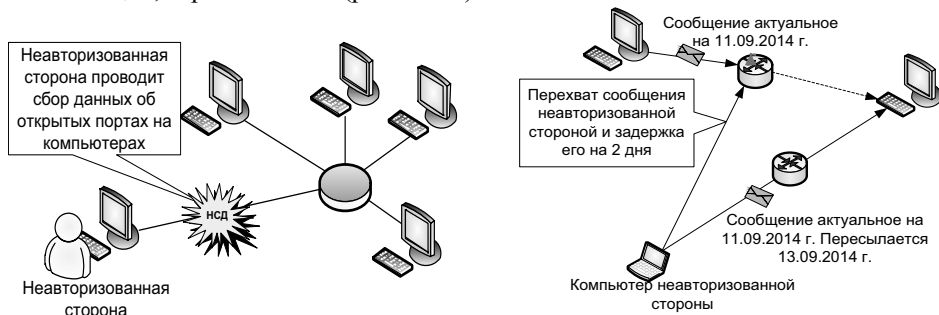 Неавторизованная
сторона проводит
сбор данных об
открытых портах на
компьютерах
НСД
Неавторизованная
сторона
Сообщение актуальное
на 11.09.2014 г.
Перехват сообщения
неавторизованной
стороной и задержка
его на 2 дня
Сообщение актуальное на
11.09.2014 г. Пересылается
13.09.2014 г.
Компьютер неавторизованной
стороны